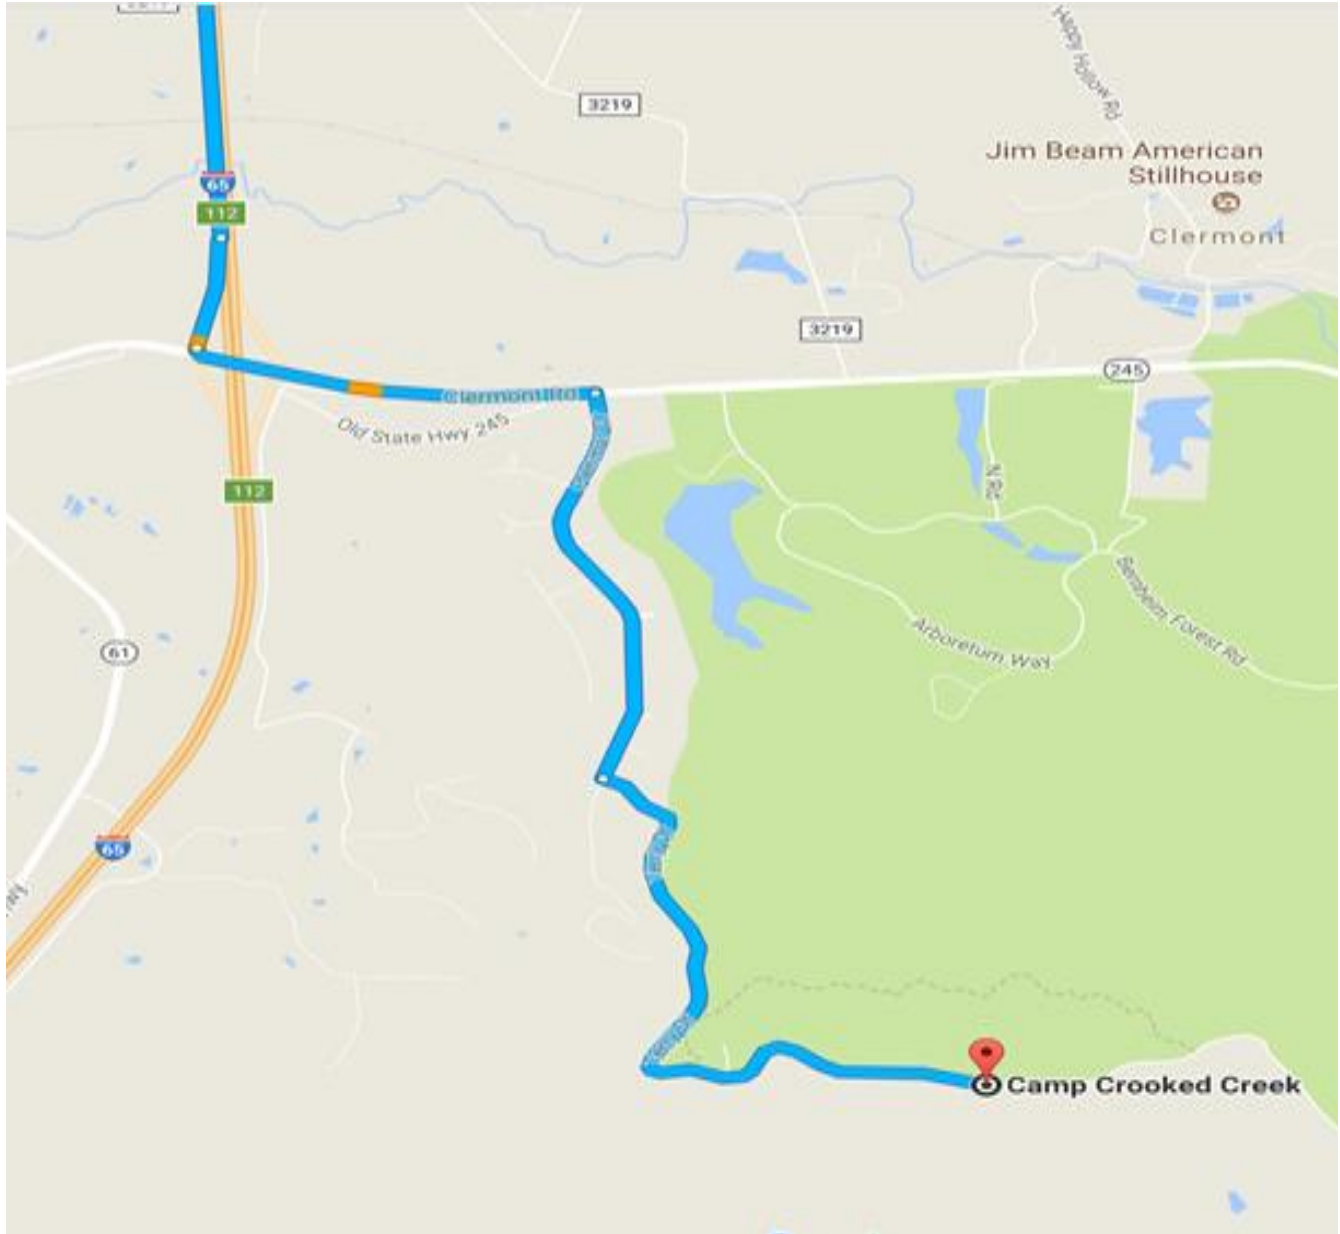 Happy Hollow Rd
3219
Jim Beam American
Stillhouse
65
112
Clermont
3219
245
Clermont Rd
Old State Hwy 245
112
N Rd
Bernheim Forest Rd
Arboretum Way
61
65
Camp Crooked Creek